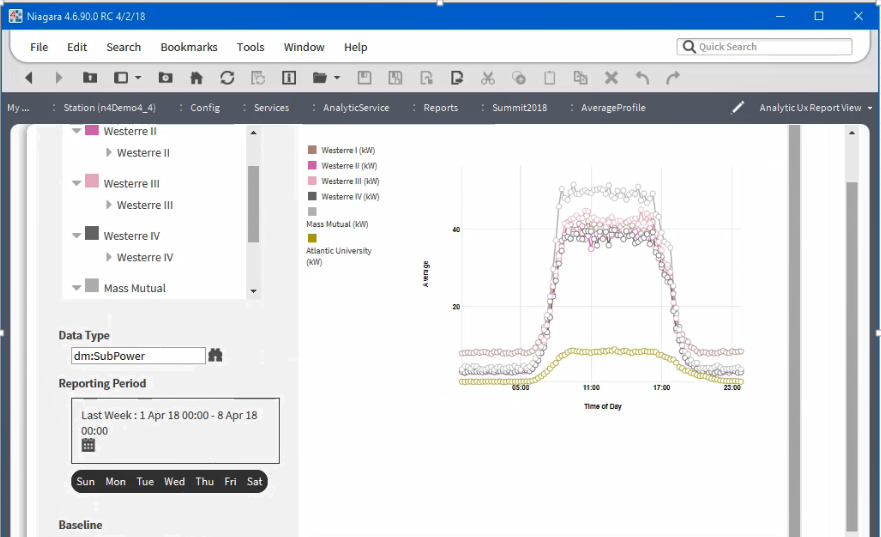 Niagara 4.6.90.0 RC 4/2/18
File Edit Search Bookmarks Tools Window Help
Quick Search
My ... : Station (n4Demo4_4) : Config : Services : AnalyticService : Reports : Summit2018 : AverageProfile
Analytic Ux Report View
Westerre II
Westerre II
Westerre III
Westerre III
Westerre IV
Westerre IV
Mass Mutual
Data Type
dm:SubPower
Reporting Period
Last Week : 1 Apr 18 00:00 - 8 Apr 18
00:00
Sun Mon Tue Wed Thu Fri Sat
Baseline
Westerre I (kW)
Westerre II (kW)
Westerre III (kW)
Westerre IV (kW)
Mass Mutual (kW)
Atlantic University
(kW)
Average
40
20
05:00 11:00 17:00 23:00
Time of Day